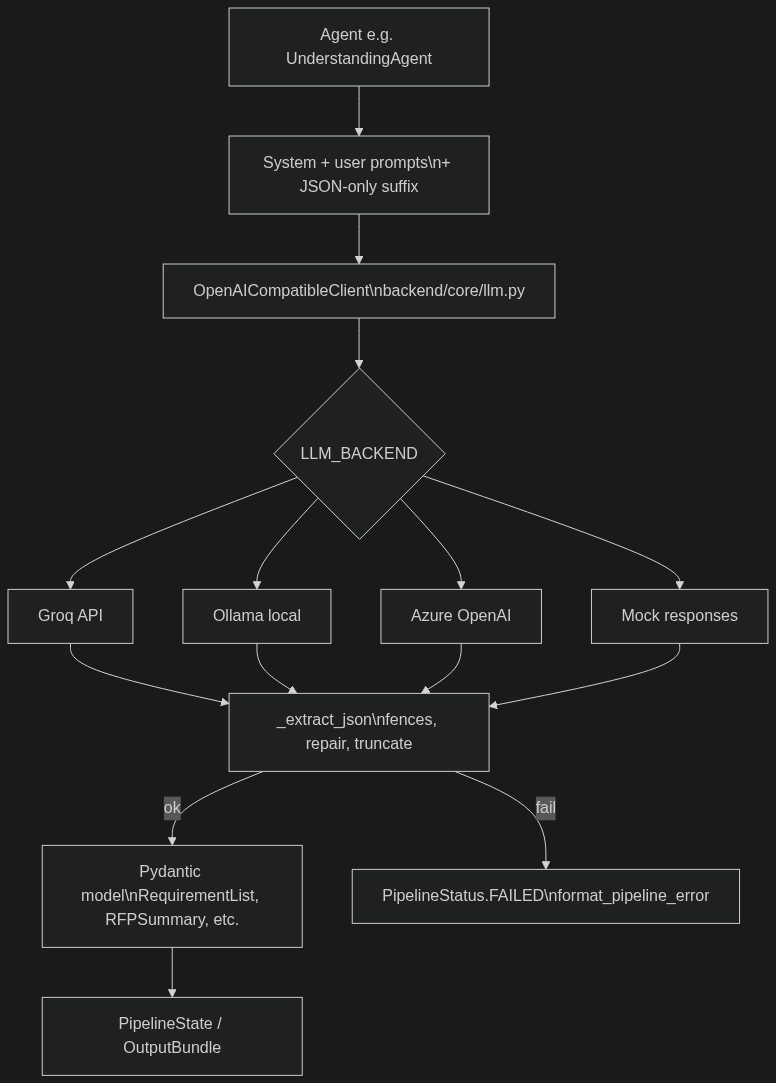 Agent e.g.
UnderstandingAgent
System + user prompts\n+
JSON-only suffix
OpenAICompatibleClient\nbackend/core/llm.py
LLM_BACKEND
Groq API
Ollama local
Azure OpenAI
Mock responses
_extract_json\nfences,
repair, truncate
ok
fail
Pydantic
model\nRequirementList,
RFPSummary, etc.
PipelineStatus.FAILED\nformat_pipeline_error
PipelineState /
OutputBundle